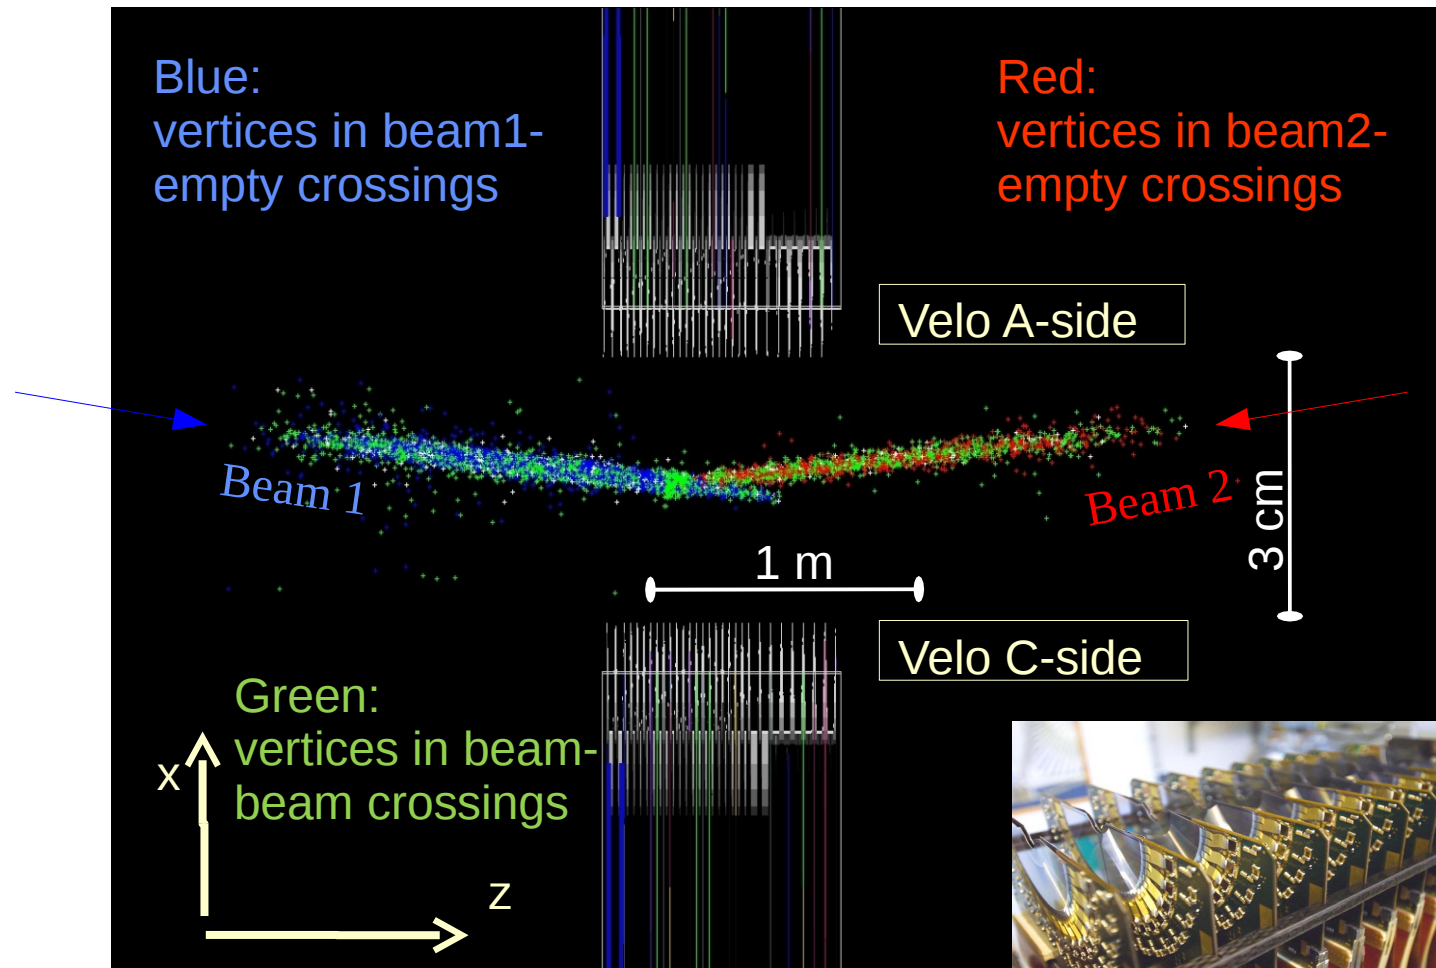 Blue:
vertices in beam1-
empty crossings
Red:
vertices in beam2-
empty crossings
Velo A-side
Beam 1
Beam 2
3 cm
1 m
Velo C-side
Green:
vertices in beam-
beam crossings
x
z